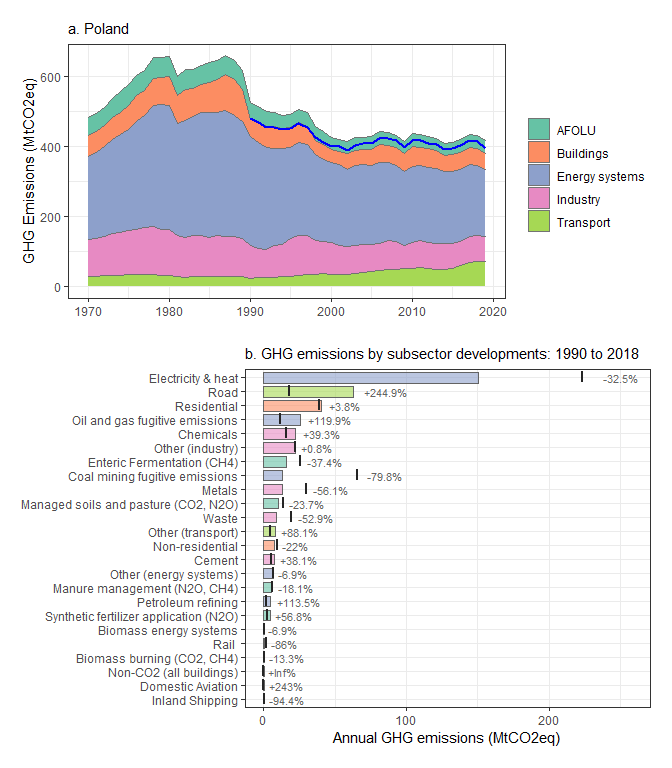 a. Poland
GHG Emissions (MtCO2eq)
600
400
200
0
1970
1980
1990
2000
2010
2020
AFOLU
Buildings
Energy systems
Industry
Transport
b. GHG emissions by subsector developments: 1990 to 2018
Electricity & heat -32.5%
Road +244.9%
Residential +3.8%
Oil and gas fugitive emissions +119.9%
Chemicals +39.3%
Other (industry) +0.8%
Enteric Fermentation (CH4) -37.4%
Coal mining fugitive emissions -79.8%
Metals -56.1%
Managed soils and pasture (CO2, N2O) -23.7%
Waste -52.9%
Other (transport) +88.1%
Non-residential -22%
Cement +38.1%
Other (energy systems) -6.9%
Manure management (N2O, CH4) -18.1%
Petroleum refining +113.5%
Synthetic fertilizer application (N2O) +56.8%
Biomass energy systems -6.9%
Rail -86%
Biomass burning (CO2, CH4) -13.3%
Non-CO2 (all buildings) +Inf%
Domestic Aviation +243%
Inland Shipping -94.4%
0
100
200
Annual GHG emissions (MtCO2eq)